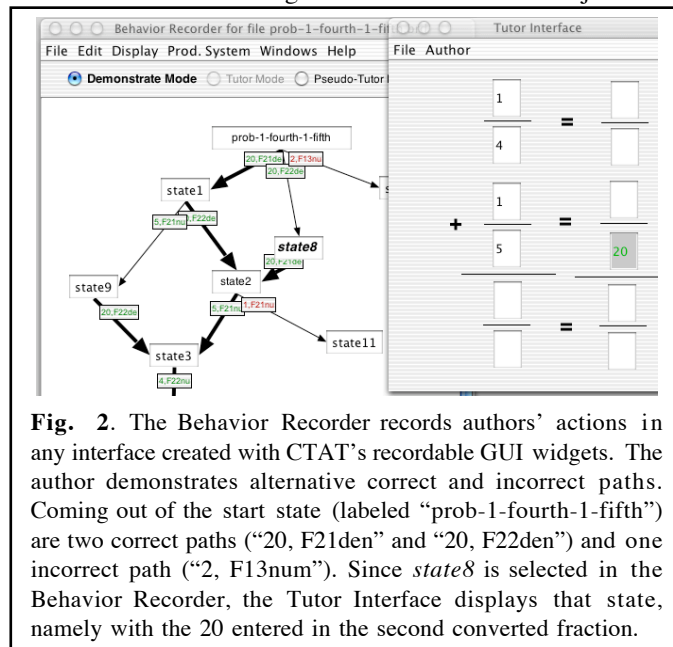 Behavior Recorder for file prob-1-fourth-1-fif
Tutor Interface
File Edit Display Prod. System Windows Help
File Author
Demonstrate Mode Tutor Mode Pseudo-Tutor
prob-1-fourth-1-fifth
20,F21de 2,F13nu
20,F22de
state1
5,F21nu ,F22de
state8
20,F21de
state9
state2
20,F22de
5,F21nu 1,F21nu
state11
state3
4,F22nu
1
=
4
1
+ =
5
20
=
Fig. 2. The Behavior Recorder records authors' actions in
any interface created with CTAT's recordable GUI widgets. The
author demonstrates alternative correct and incorrect paths.
Coming out of the start state (labeled “prob-1-fourth-1-fifth”)
are two correct paths (“20, F21den” and “20, F22den”) and one
incorrect path (“2, F13num”). Since state8 is selected in the
Behavior Recorder, the Tutor Interface displays that state,
namely with the 20 entered in the second converted fraction.